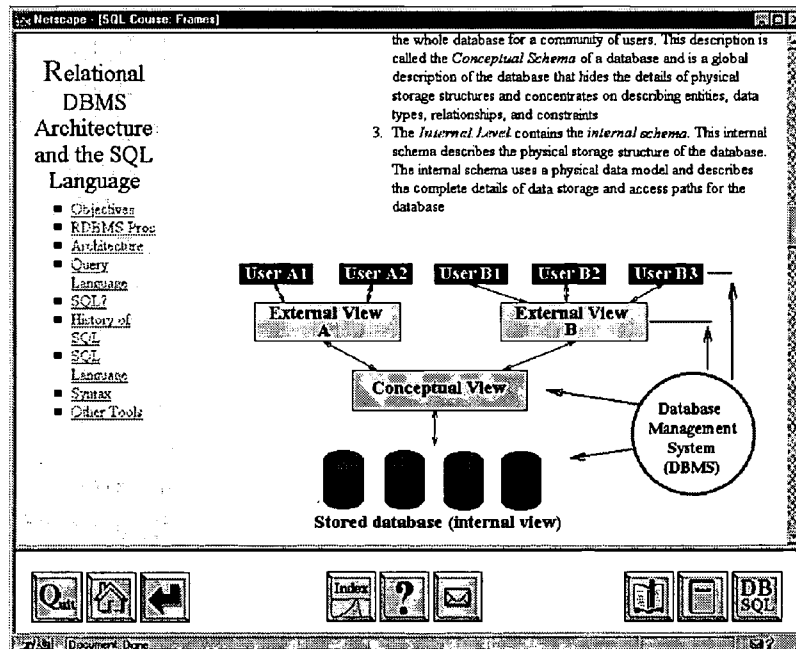 Netscape - [SQL Course: Frames]
the whole database for a community of users. This description is
called the Conceptual Schema of a database and is a global
description of the database that hides the details of physical
storage structures and concentrates on describing entities, data
types, relationships, and constraints
3. The Internal Level contains the internal schema. This internal
schema describes the physical storage structure of the database.
The internal schema uses a physical data model and describes
the complete details of data storage and access paths for the
database
Relational
DBMS
Architecture
and the SQL
Language
Objectives
RDBMS Pros
Architecture
Query
Language
SQL?
History of
SQL
SQL
Language
Syntax
Other Tools
User A1 User A2 User B1 User B2 User B3
External View
A
External View
B
Conceptual View
Database
Management
System
(DBMS)
Stored database (internal view)
Quit
Index
?
DB
SQL
Document: Done
?